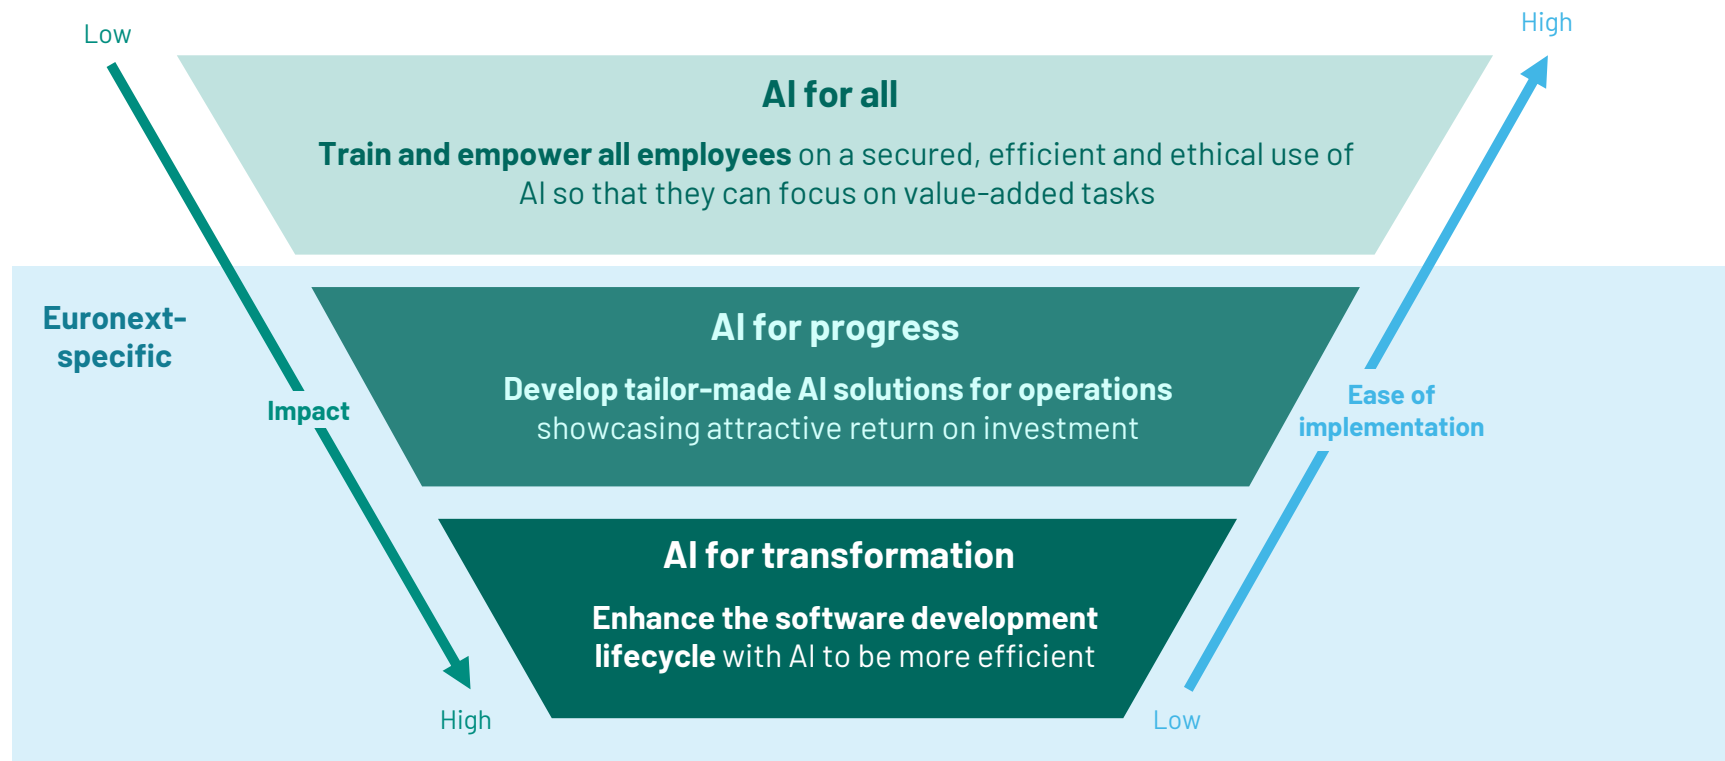 Low
High
AI for all
Train and empower all employees on a secured, efficient and ethical use of
AI so that they can focus on value-added tasks
Euronext-
specific
AI for progress
Develop tailor-made AI solutions for operations
showcasing attractive return on investment
Impact
Ease of
implementation
AI for transformation
Enhance the software development
lifecycle with AI to be more efficient
High
Low